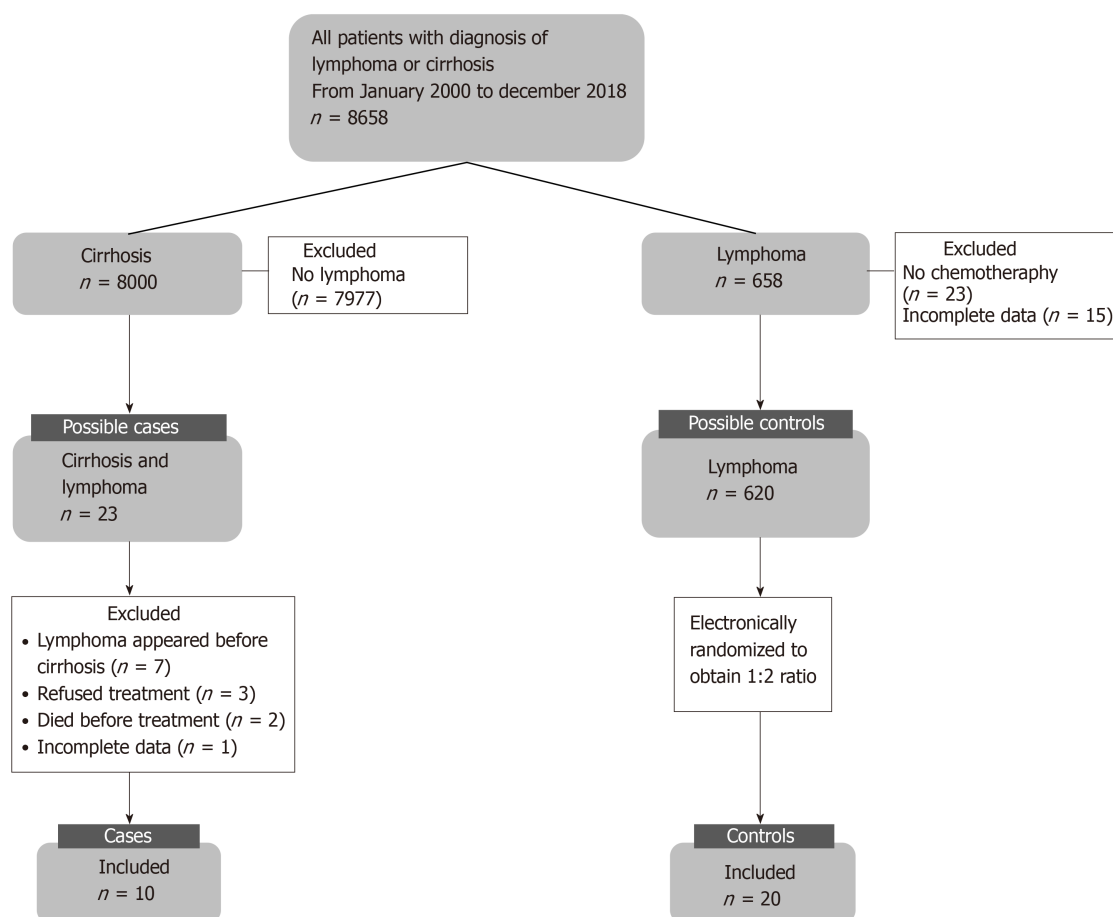 All patients with diagnosis of
lymphoma or cirrhosis
From January 2000 to december 2018
n = 8658
Cirrhosis
n = 8000
Excluded
No lymphoma
(n = 7977)
Lymphoma
n = 658
Excluded
No chemotheraphy
(n = 23)
Incomplete data (n = 15)
Possible cases
Cirrhosis and
lymphoma
n = 23
Possible controls
Lymphoma
n = 620
Excluded
• Lymphoma appeared before
cirrhosis (n = 7)
• Refused treatment (n = 3)
• Died before treatment (n = 2)
• Incomplete data (n = 1)
Electronically
randomized to
obtain 1:2 ratio
Cases
Included
n = 10
Controls
Included
n = 20